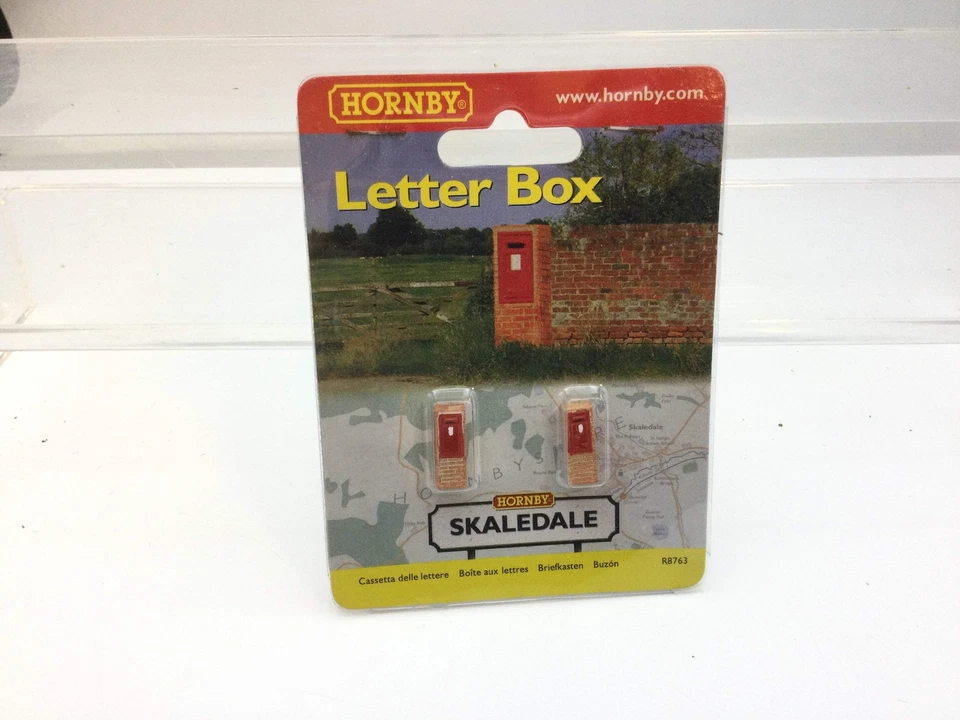 HORNBY®
www.hornby.com
Letter Box
Skaledale
H O N B Y S R E
HORNBY
SKALEDALE
Cassetta delle lettere Boîte aux lettres Briefkasten Buzón R8763